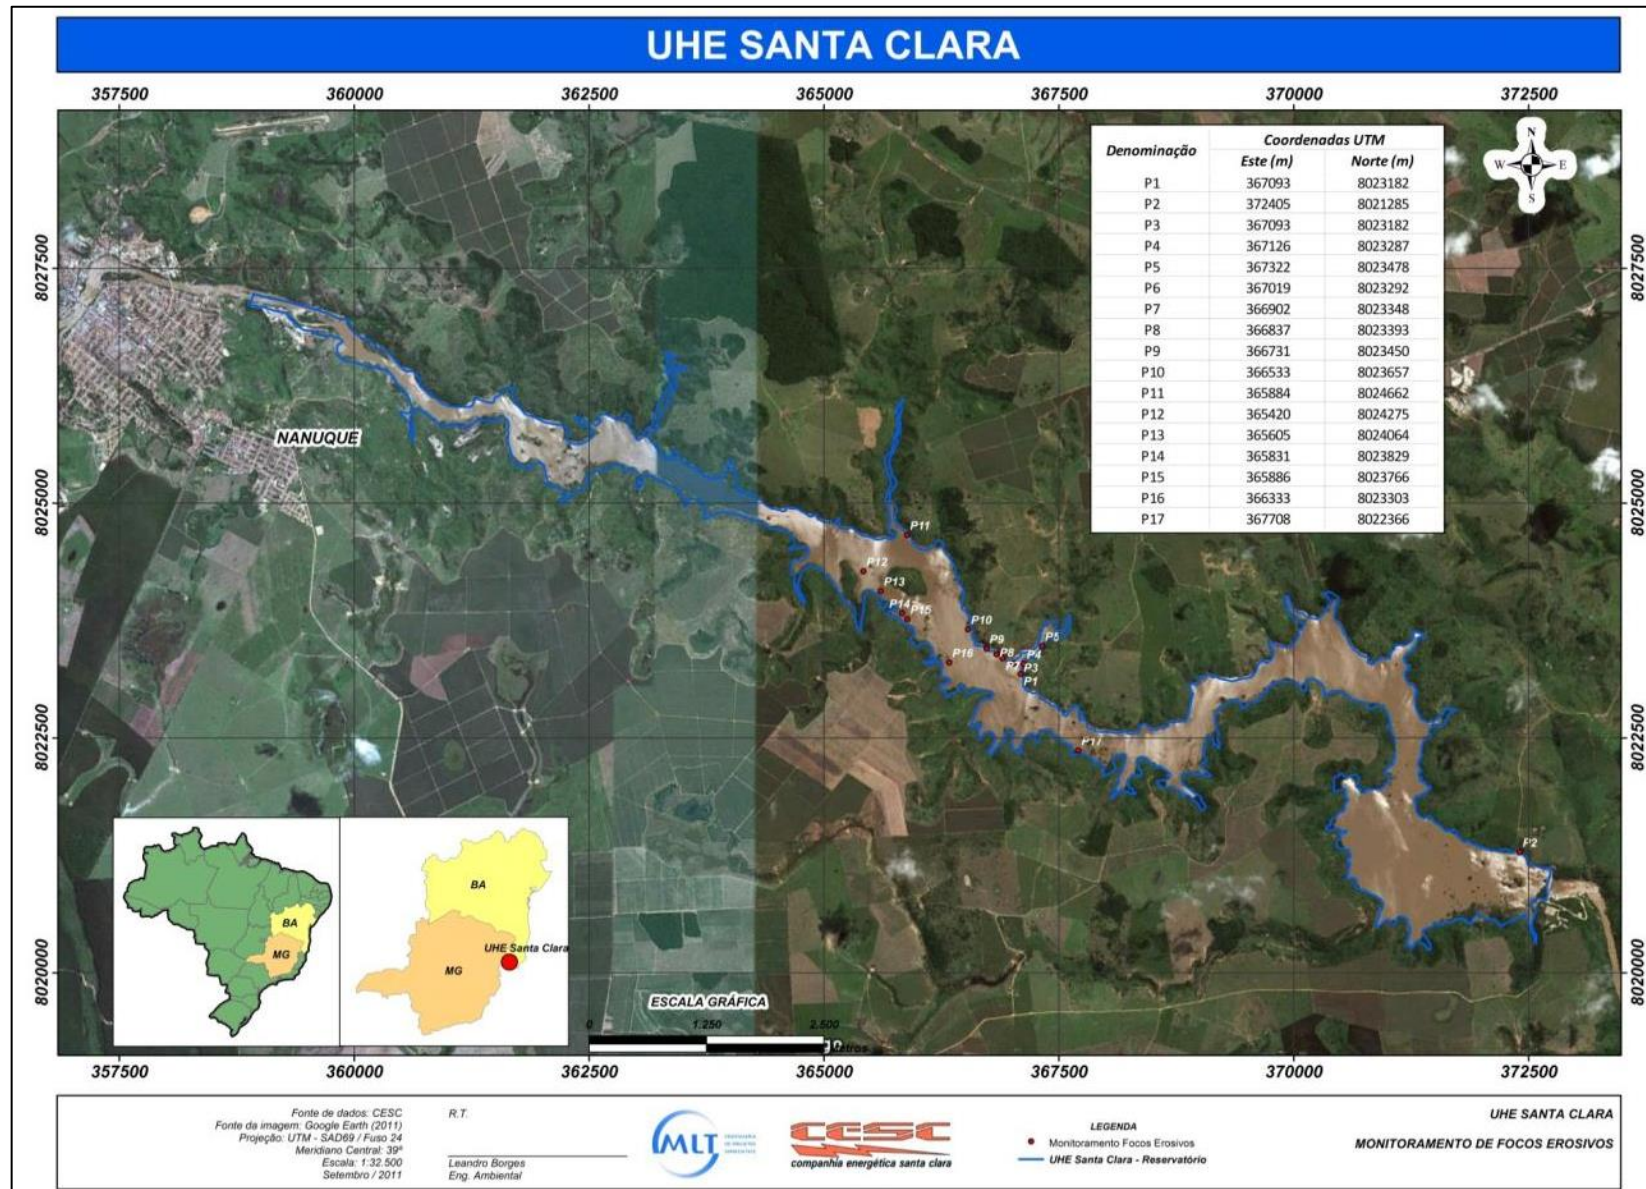 UHE SANTA CLARA
357500 360000 362500 365000 367500 370000 372500
Denominação Coordenadas UTM
Este (m) Norte (m)
P1 367093 8023182
P2 372405 8021285
P3 367093 8023182
P4 367126 8023287
P5 367322 8023478
P6 367019 8023292
P7 366902 8023348
P8 366837 8023393
P9 366731 8023450
P10 366533 8023657
P11 365884 8024662
P12 365420 8024275
P13 365605 8024064
P14 365831 8023829
P15 365886 8023766
P16 366333 8023303
P17 367708 8022366
N
W E
S
8027500 8027500
NANUQUE
8025000 8025000
P11
P12
P13
P14 P15
P10
P9 P5
P8 P4
P16 P7 P3
P1
8022500 8022500
P17
P2
BA
MG
BA
UHE Santa Clara
MG
8020000 8020000
ESCALA GRÁFICA
0 1.250 2.500
357500 360000 362500 365000 367500 370000 372500
Fonte de dados: CESC
Fonte da imagem: Google Earth (2011)
Projeção: UTM - SAD69 / Fuso 24
Meridiano Central: 39º
Escala: 1:32.500
Setembro / 2011
R.T.
Leandro Borges
Eng. Ambiental
MLT
CESC
companhia energética santa clara
LEGENDA
Monitoramento Focos Erosivos
UHE Santa Clara - Reservatório
UHE SANTA CLARA
MONITORAMENTO DE FOCOS EROSIVOS